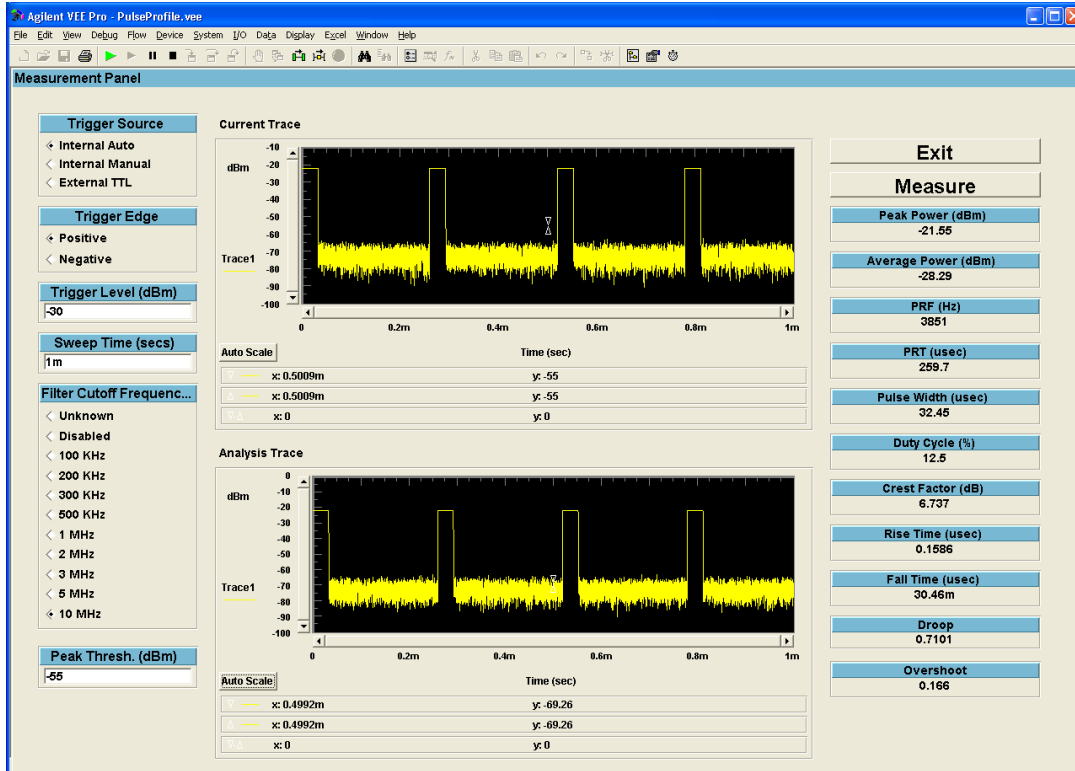 Agilent VEE Pro - PulseProfile.vee
File Edit View Debug Flow Device System I/O Data Display Excel Window Help
Measurement Panel
Trigger Source
Internal Auto
Internal Manual
External TTL
Trigger Edge
Positive
Negative
Trigger Level (dBm)
-30
Sweep Time (secs)
1m
Filter Cutoff Frequenc...
Unknown
Disabled
100 KHz
200 KHz
300 KHz
500 KHz
1 MHz
2 MHz
3 MHz
5 MHz
10 MHz
Peak Thresh. (dBm)
-55
Current Trace
dBm
-10
-20
-30
-40
-50
-60
-70
-80
-90
-100
Trace1
0 0.2m 0.4m 0.6m 0.8m 1m
Auto Scale
Time (sec)
x: 0.5009m y: -55
x: 0.5009m y: -55
x: 0 y: 0
Analysis Trace
dBm
0
-10
-20
-30
-40
-50
-60
-70
-80
-90
-100
Trace1
0 0.2m 0.4m 0.6m 0.8m 1m
Auto Scale
Time (sec)
x: 0.4992m y: -69.26
x: 0.4992m y: -69.26
x: 0 y: 0
Exit
Measure
Peak Power (dBm)
-21.55
Average Power (dBm)
-28.29
PRF (Hz)
3851
PRT (usec)
259.7
Pulse Width (usec)
32.45
Duty Cycle (%)
12.5
Crest Factor (dB)
6.737
Rise Time (usec)
0.1586
Fall Time (usec)
30.46m
Droop
0.7101
Overshoot
0.166